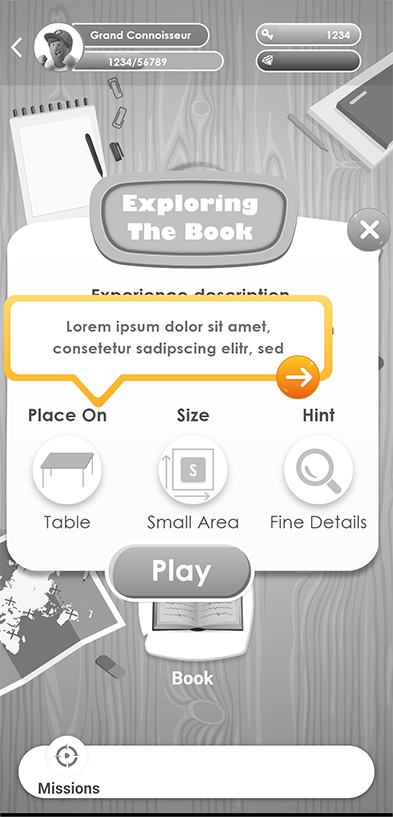 Grand Connoisseur
1234
1234/56789
Exploring
The Book
Experience description
Lorem ipsum dolor sit amet,
consetetur sadipscing elitr, sed
Place On
Size
Hint
S
Table
Small Area
Fine Details
Play
Book
Missions